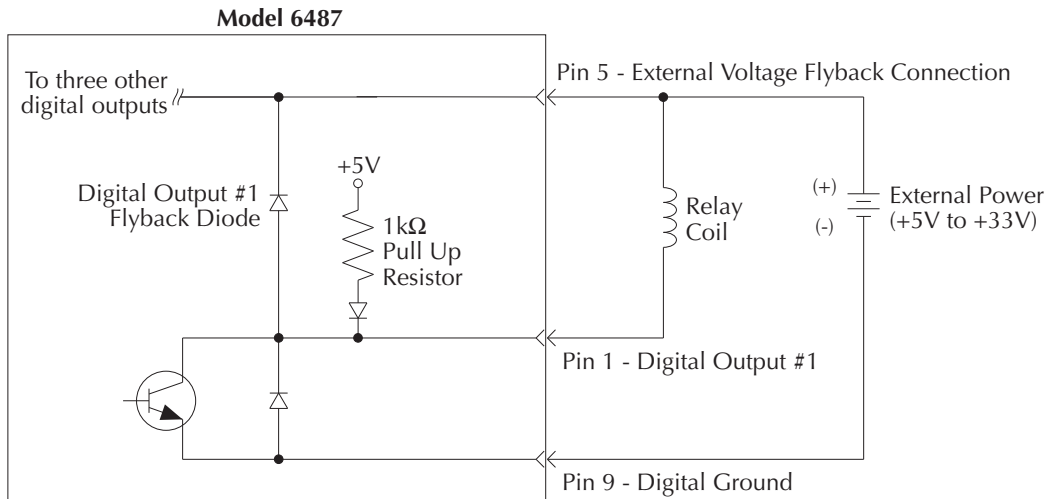 Model 6487
To three other
digital outputs
Pin 5 - External Voltage Flyback Connection
+5V
Digital Output #1
Flyback Diode
1kΩ
Pull Up
Resistor
Relay
Coil
(+)
(-)
External Power
(+5V to +33V)
Pin 1 - Digital Output #1
Pin 9 - Digital Ground